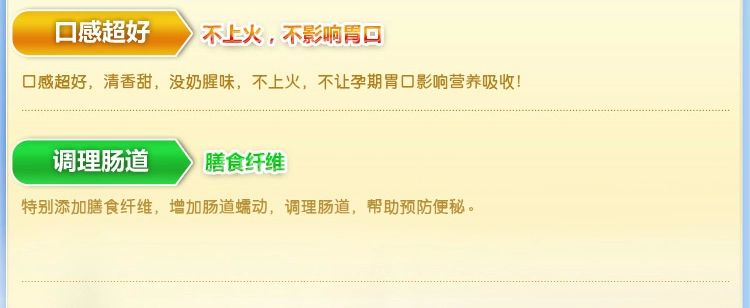 口感超好
不上火，不影响胃口
口感超好，清香甜，没奶腥味，不上火，不让孕期胃口影响营养吸收！
调理肠道
膳食纤维
特别添加膳食纤维，增加肠道蠕动，调理肠道，帮助预防便秘。